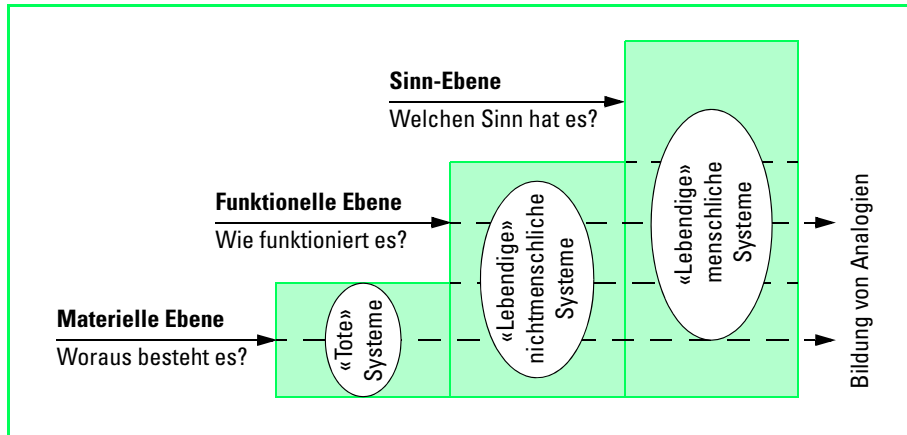 Sinn-Ebene
Welchen Sinn hat es?
Funktionelle Ebene
Wie funktioniert es?
Materielle Ebene
Woraus besteht es?
«Tote»
Systeme
«Lebendige»
nichtmenschliche
Systeme
«Lebendige»
menschliche
Systeme
Bildung von Analogien